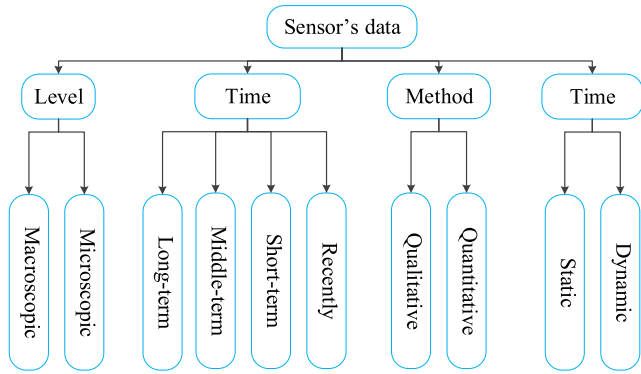 Sensor's data
Level
Time
Method
Time
Macroscopic
Microscopic
Long-term
Middle-term
Short-term
Recently
Qualitative
Quantitative
Static
Dynamic